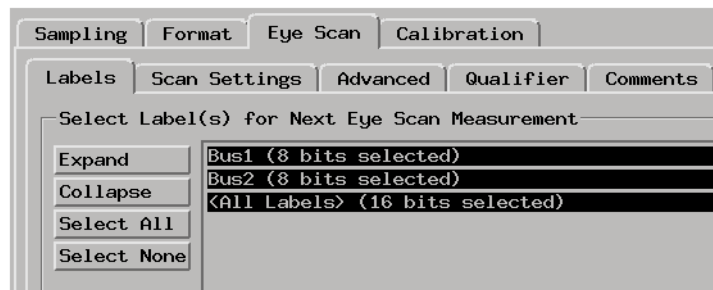 Sampling Format Eye Scan Calibration
Labels Scan Settings Advanced Qualifier Comments
Select Label(s) for Next Eye Scan Measurement
Expand
Collapse
Select All
Select None
Bus1 (8 bits selected)
Bus2 (8 bits selected)
<All Labels> (16 bits selected)